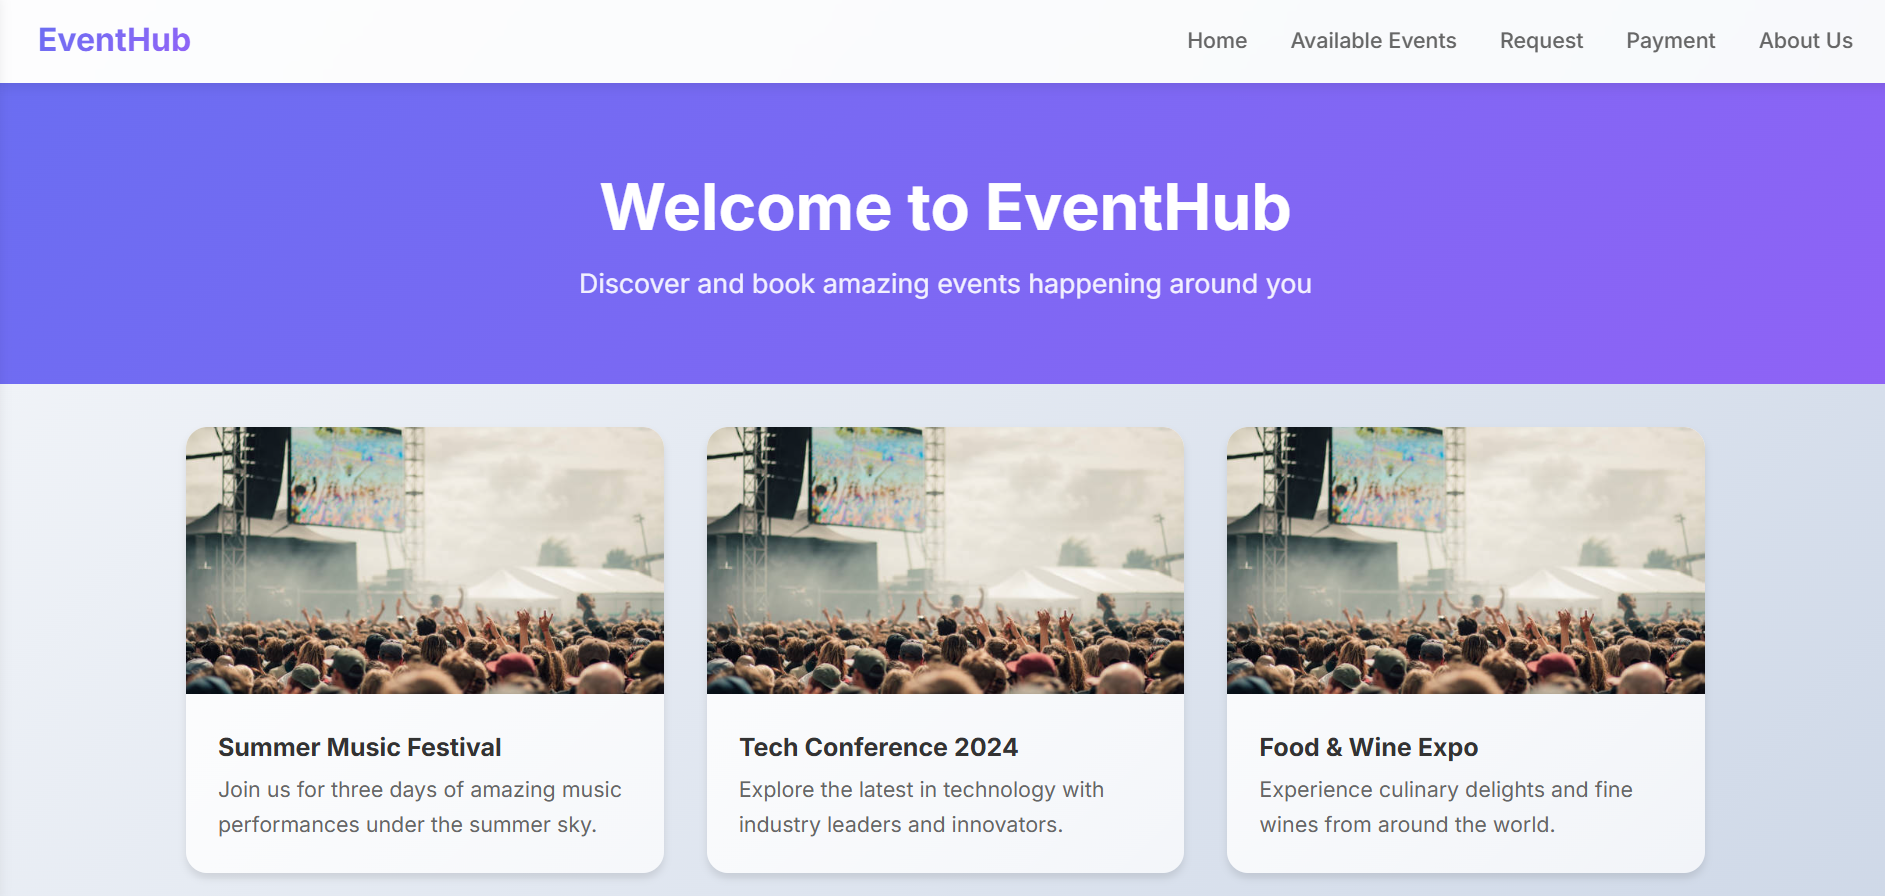 EventHub
Home Available Events Request Payment About Us
Welcome to EventHub
Discover and book amazing events happening around you
Summer Music Festival
Join us for three days of amazing music
performances under the summer sky.
Tech Conference 2024
Explore the latest in technology with
industry leaders and innovators.
Food & Wine Expo
Experience culinary delights and fine
wines from around the world.